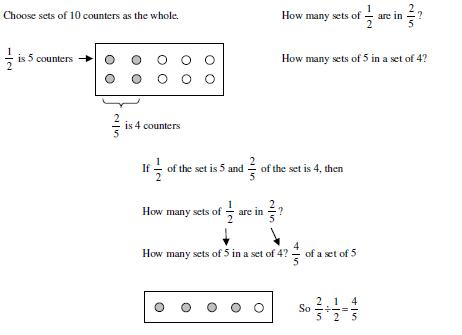 Choose sets of 10 counters as the whole.
How many sets of 1/2 are in 2/5?
1/2 is 5 counters
How many sets of 5 in a set of 4?
2/5 is 4 counters
If 1/2 of the set is 5 and 2/5 of the set is 4, then
How many sets of 1/2 are in 2/5?
How many sets of 5 in a set of 4? 4/5 of a set of 5
So 2/5 ÷ 1/2 = 4/5